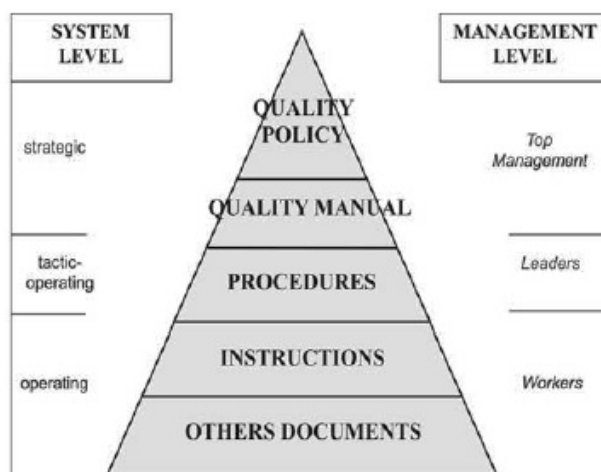 SYSTEM
LEVEL
MANAGEMENT
LEVEL
QUALITY
POLICY
strategic
Top
Management
QUALITY MANUAL
tactic-
operating
PROCEDURES
Leaders
INSTRUCTIONS
operating
Workers
OTHERS DOCUMENTS